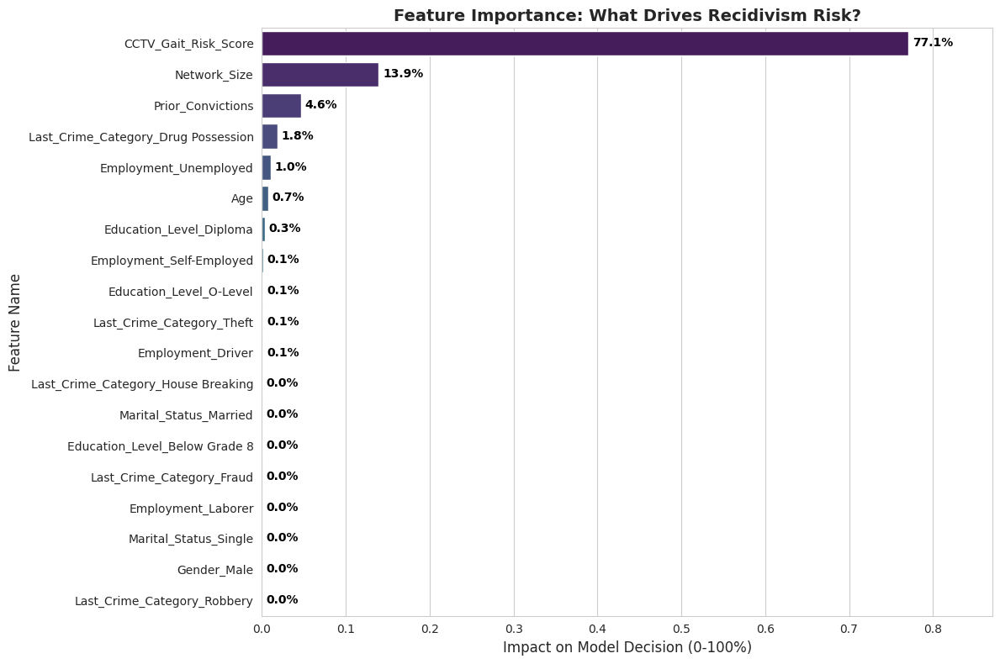 Feature Importance: What Drives Recidivism Risk?
CCTV_Gait_Risk_Score 77.1%
Network_Size 13.9%
Prior_Convictions 4.6%
Last_Crime_Category_Drug Possession 1.8%
Employment_Unemployed 1.0%
Age 0.7%
Education_Level_Diploma 0.3%
Employment_Self-Employed 0.1%
Education_Level_O-Level 0.1%
Last_Crime_Category_Theft 0.1%
Employment_Driver 0.1%
Last_Crime_Category_House Breaking 0.0%
Marital_Status_Married 0.0%
Education_Level_Below Grade 8 0.0%
Last_Crime_Category_Fraud 0.0%
Employment_Laborer 0.0%
Marital_Status_Single 0.0%
Gender_Male 0.0%
Last_Crime_Category_Robbery 0.0%
Feature Name
0.0 0.1 0.2 0.3 0.4 0.5 0.6 0.7 0.8
Impact on Model Decision (0-100%)